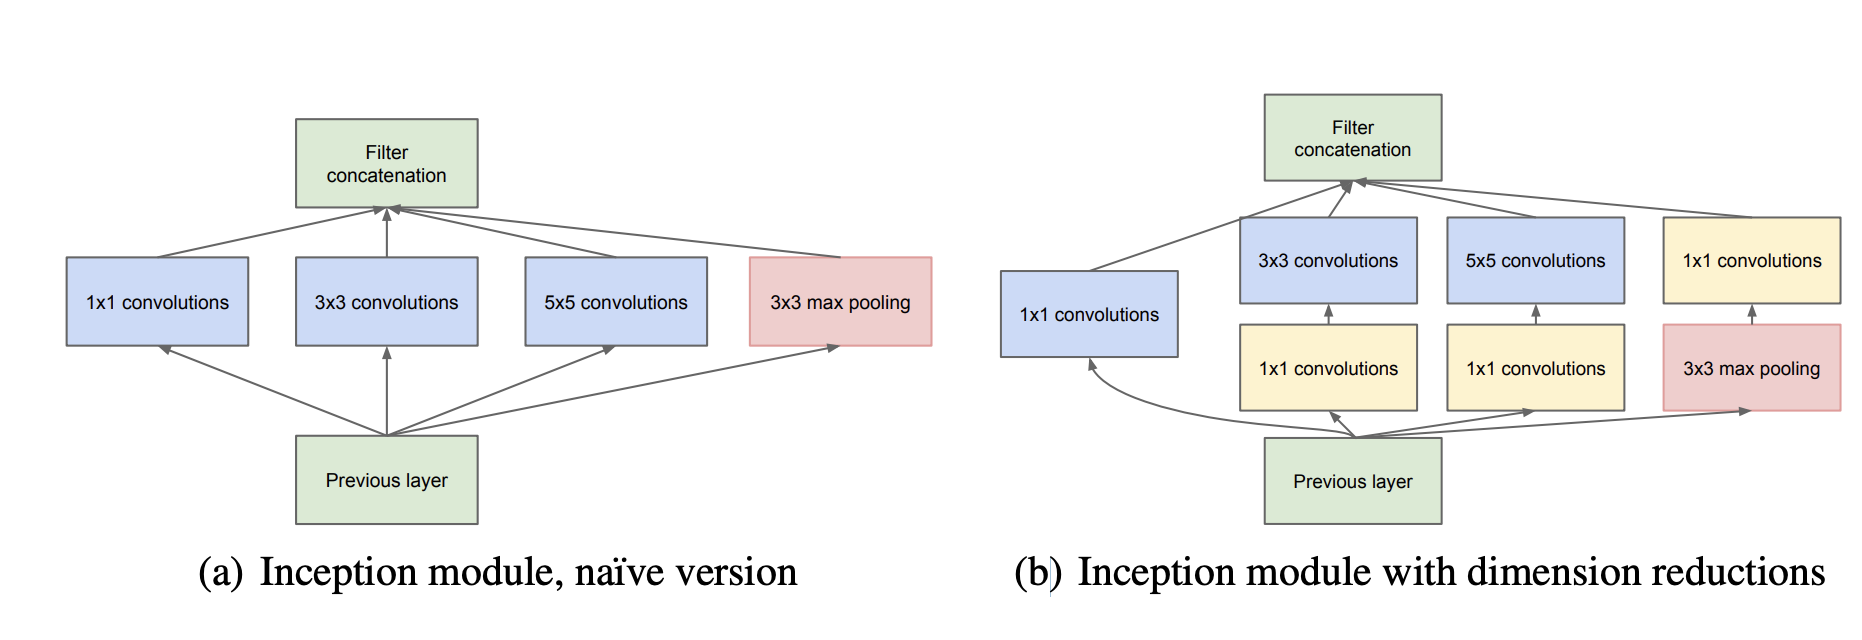 Filter
concatenation
1x1 convolutions
3x3 convolutions
5x5 convolutions
3x3 max pooling
Previous layer
(a) Inception module, naïve version
Filter
concatenation
3x3 convolutions
5x5 convolutions
1x1 convolutions
1x1 convolutions
1x1 convolutions
1x1 convolutions
3x3 max pooling
Previous layer
(b) Inception module with dimension reductions